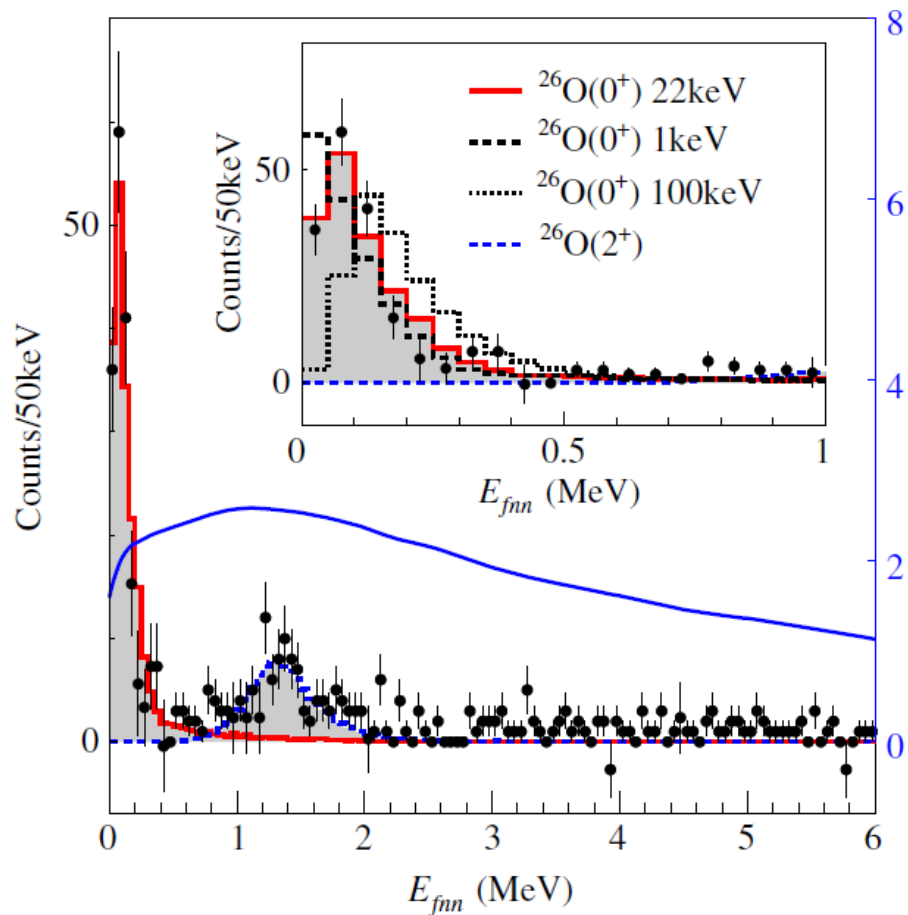 8
²⁶O(0⁺) 22keV
²⁶O(0⁺) 1keV
²⁶O(0⁺) 100keV
²⁶O(2⁺)
Counts/50keV
50
0
0 0.5 1
E_fnn (MeV)
6
4
2
0
Counts/50keV
50
0
0 1 2 3 4 5 6
E_fnn (MeV)